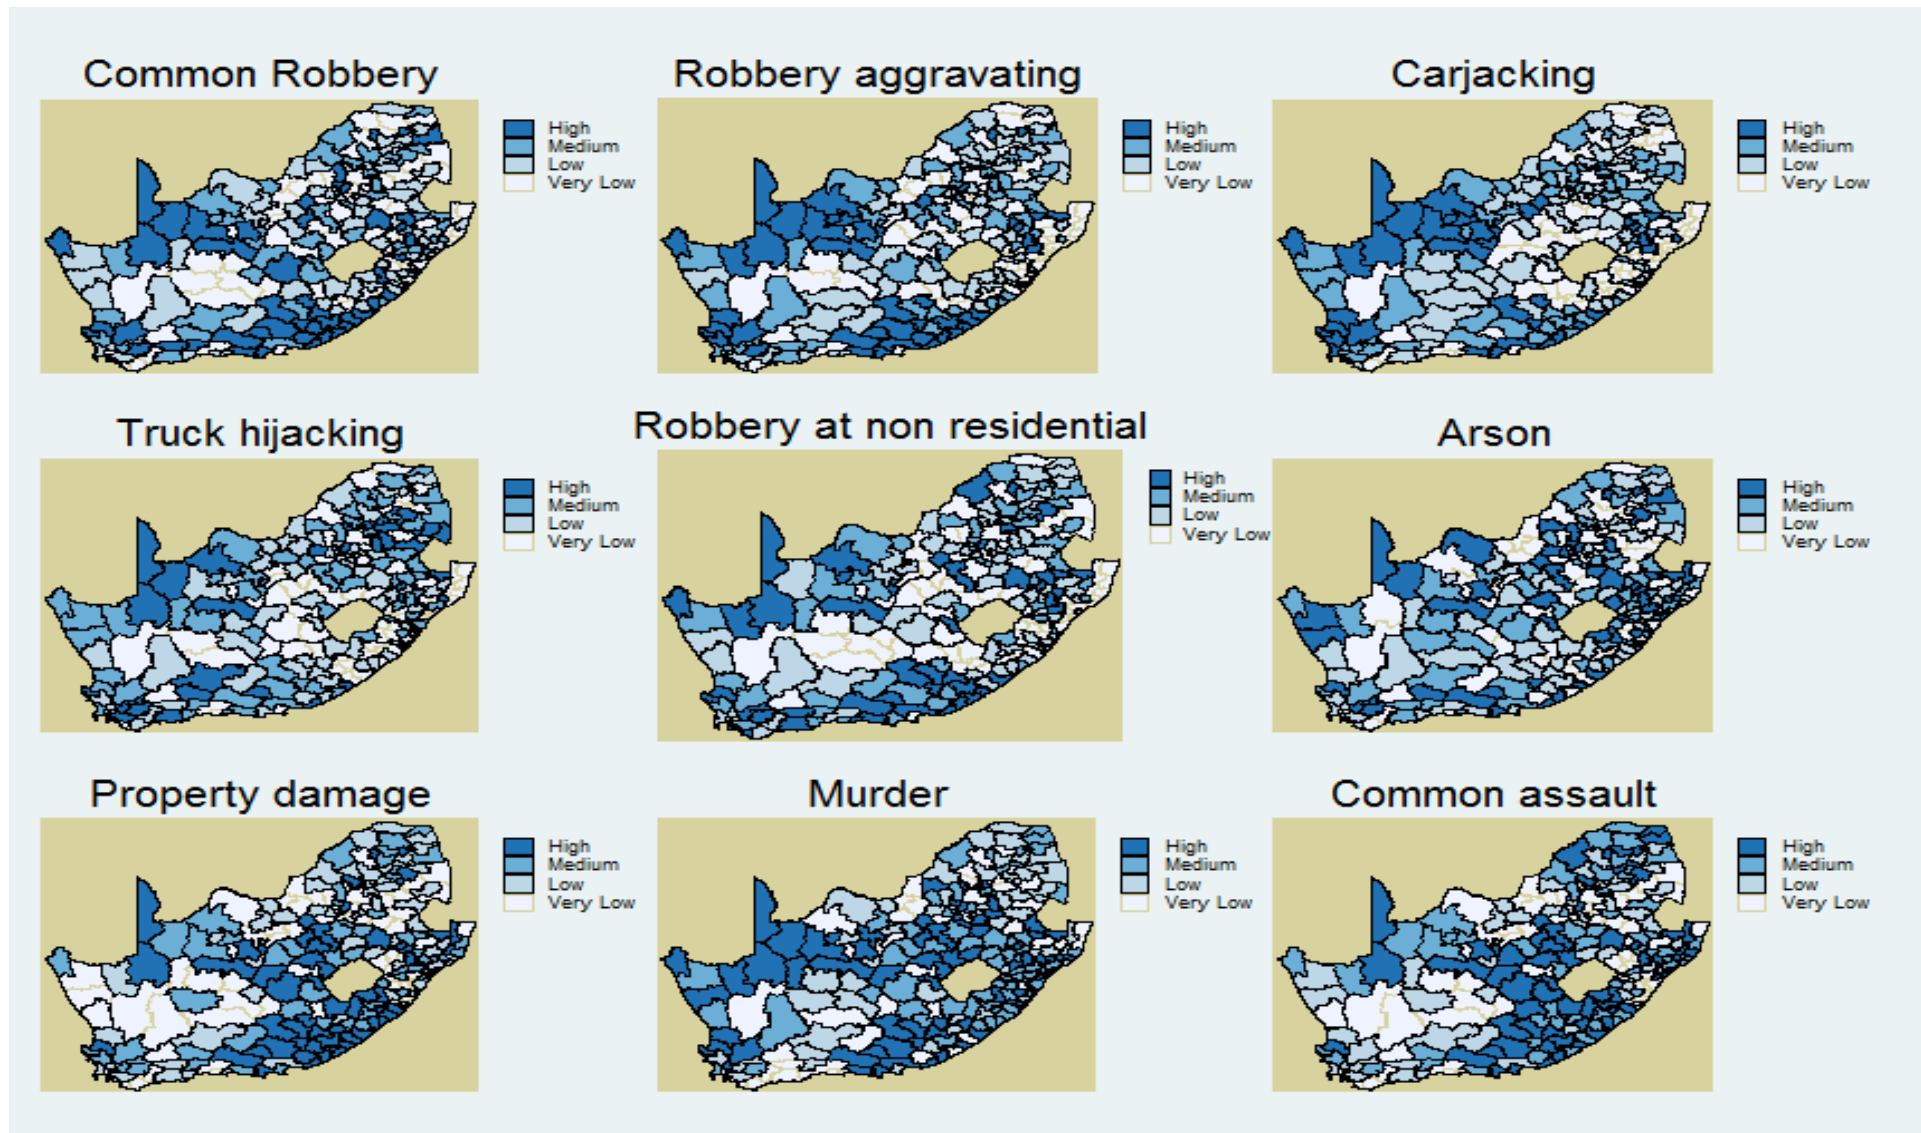 Common Robbery
High
Medium
Low
Very Low
Robbery aggravating
High
Medium
Low
Very Low
Carjacking
High
Medium
Low
Very Low
Truck hijacking
High
Medium
Low
Very Low
Robbery at non residential
High
Medium
Low
Very Low
Arson
High
Medium
Low
Very Low
Property damage
High
Medium
Low
Very Low
Murder
High
Medium
Low
Very Low
Common assault
High
Medium
Low
Very Low